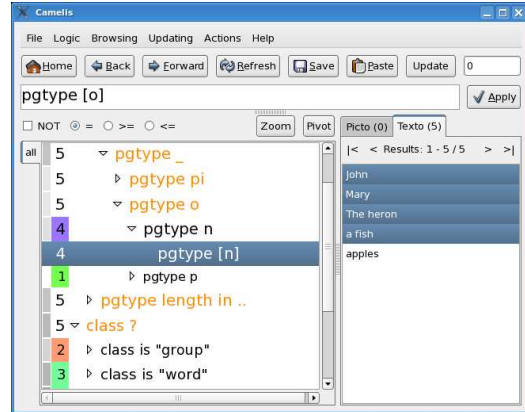 Camelis
File Logic Browsing Updating Actions Help
Home Back Forward Refresh Save Paste Update 0
pgtype [o]
Apply
NOT = >= <= Zoom Pivot
Picto (0) Texto (5)
all
5 pgtype _
5 pgtype pi
5 pgtype o
4 pgtype n
4 pgtype [n]
1 pgtype p
5 pgtype length in ..
5 class ?
2 class is "group"
3 class is "word"
|< < Results: 1 - 5 / 5 > >|
John
Mary
The heron
a fish
apples